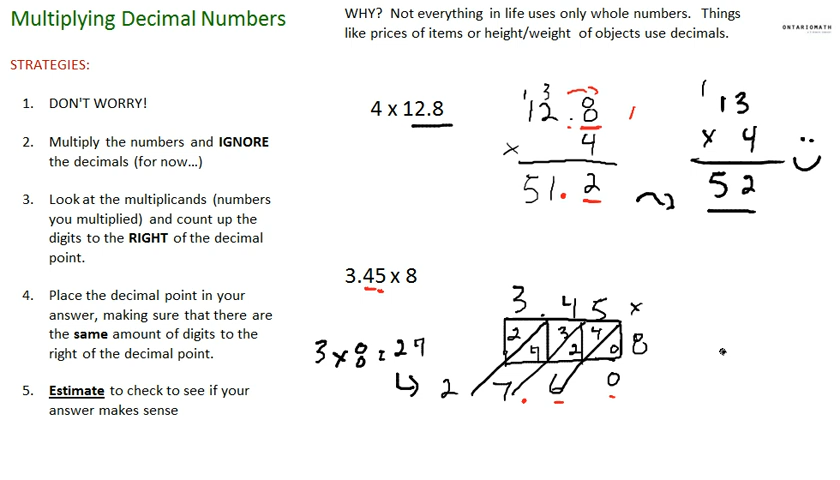 Multiplying Decimal Numbers
WHY? Not everything in life uses only whole numbers. Things
like prices of items or height/weight of objects use decimals.
ONTARIOMATH
STRATEGIES:
1. DON'T WORRY!
2. Multiply the numbers and IGNORE
the decimals (for now...)
3. Look at the multiplicands (numbers
you multiplied) and count up the
digits to the RIGHT of the decimal
point.
4. Place the decimal point in your
answer, making sure that there are
the same amount of digits to the
right of the decimal point.
5. Estimate to check to see if your
answer makes sense
4 x 12.8
1 3
12.8 1
x 4
51.2
1
13
x 4
52
3.45 x 8
3.45 x
2 3 4
4 2 0 8
3 x 8 = 24
2 7.6 0